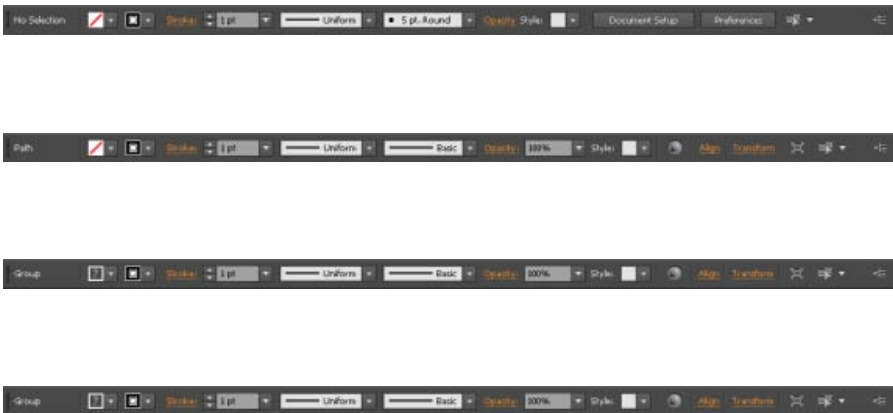 No Selection Stroke: 1 pt Uniform 5 pt. Round Opacity Style: Document Setup Preferences
Path Stroke: 1 pt Uniform Basic Opacity: 100% Style: Align Transform
Group ? Stroke: 1 pt Uniform Basic Opacity: 100% Style: Align Transform
Group ? Stroke: 1 pt Uniform Basic Opacity: 100% Style: Align Transform